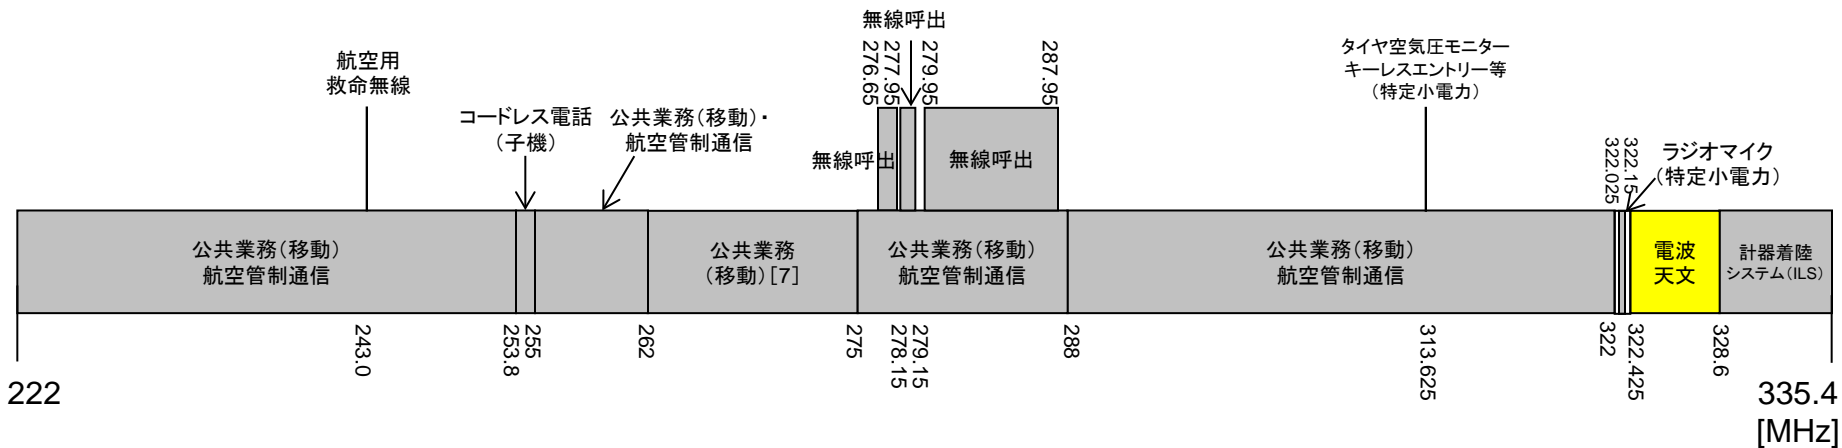 無線呼出
航空用
救命無線
コードレス電話
（子機）
公共業務（移動）・
航空管制通信
276.65
277.95
279.95
287.95
タイヤ空気圧モニター
キーレスエントリー等
（特定小電力）
322.025
322.15
ラジオマイク
（特定小電力）
無線呼出
無線呼出
公共業務（移動）
航空管制通信
公共業務
（移動）[7]
公共業務（移動）
航空管制通信
公共業務（移動）
航空管制通信
電波
天文
計器着陸
システム（ILS）
222
243.0
253.8
255
262
275
278.15
279.15
288
313.625
322
322.425
328.6
335.4
[MHz]